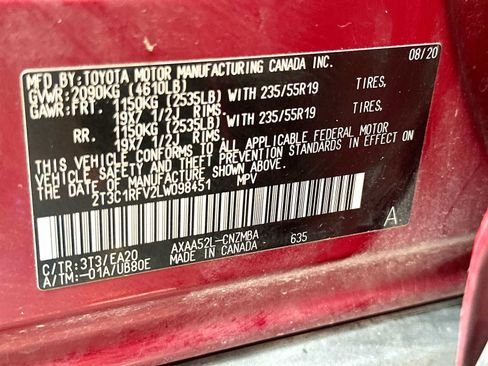 MFD. BY: TOYOTA MOTOR MANUFACTURING CANADA INC. 08/20
GVWR: 2090KG (4610LB)
GAWR: FRT. 1150KG (2535LB) WITH 235/55R19 TIRES,
19X7 1/2J RIMS.
RR. 1150KG (2535LB) WITH 235/55R19 TIRES,
19X7 1/2J RIMS.
THIS VEHICLE CONFORMS TO ALL APPLICABLE FEDERAL MOTOR
VEHICLE SAFETY AND THEFT PREVENTION STANDARDS IN EFFECT
ON THE DATE OF MANUFACTURE SHOWN ABOVE.
2T3C1RFV2LW098451 MPV
A
C/TR: 3T3/EA20 AXAA52L-CNZMBA 635
A/TM: -01A/UB80E MADE IN CANADA